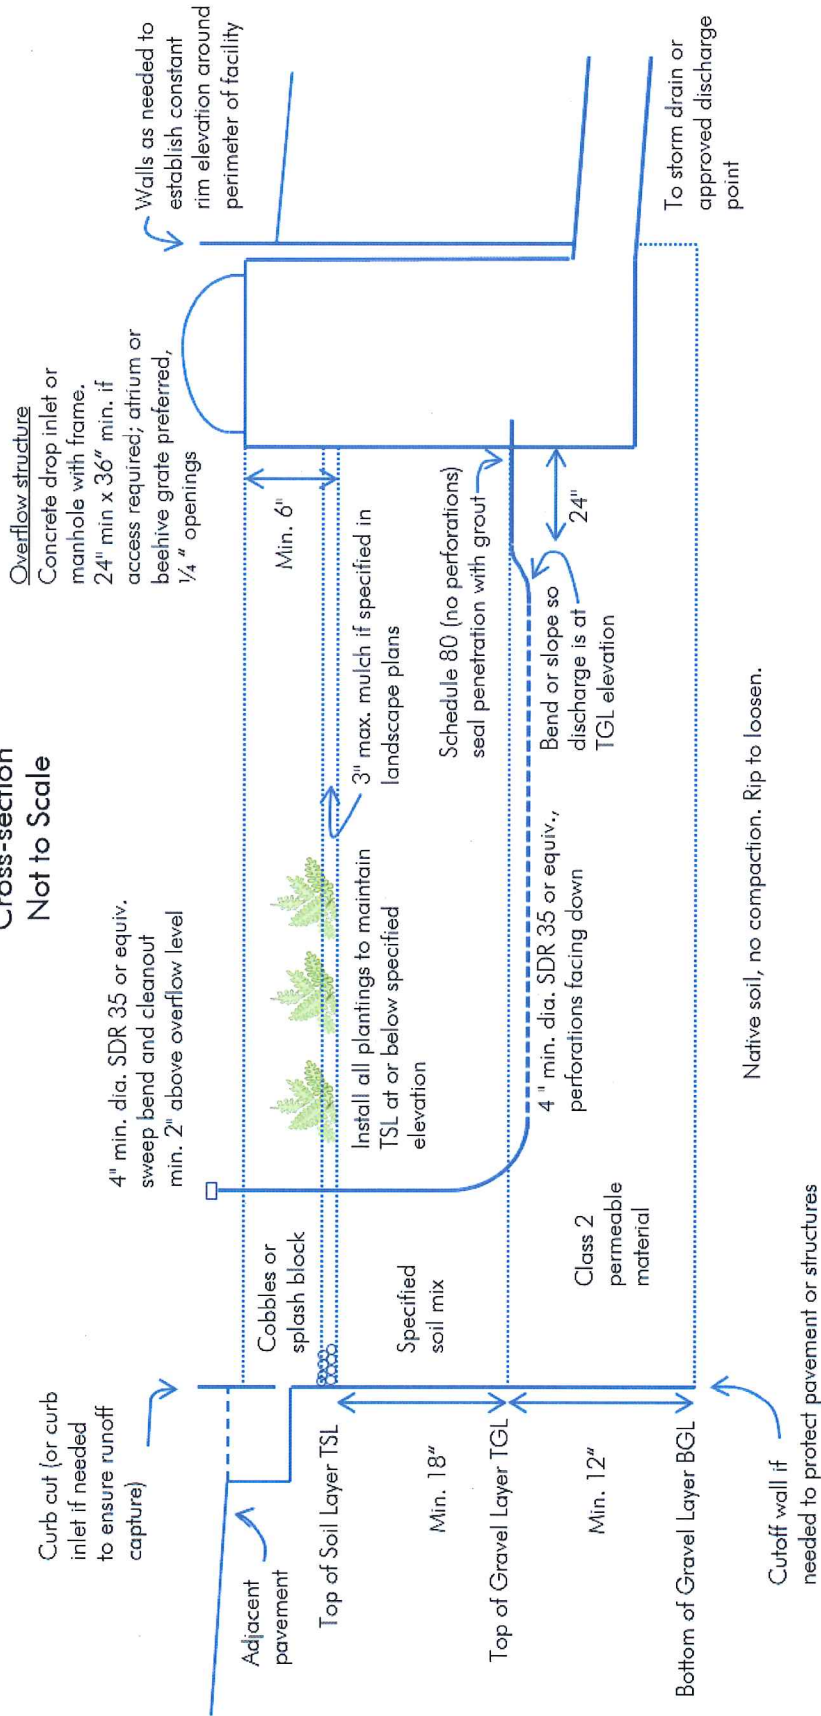 Cross-section
Not to Scale
Curb cut (or curb
inlet if needed
to ensure runoff
capture)
4" min. dia. SDR 35 or equiv.
sweep bend and cleanout
min. 2" above overflow level
Overflow structure
Concrete drop inlet or
manhole with frame.
24" min x 36" min. if
access required; atrium or
beehive grate preferred,
¼ " openings
Walls as needed to
establish constant
rim elevation around
perimeter of facility
Adjacent
pavement
Cobbles or
splash block
Min. 6"
Top of Soil Layer TSL
Install all plantings to maintain
TSL at or below specified
elevation
3" max. mulch if specified in
landscape plans
Min. 18"
Specified
soil mix
Schedule 80 (no perforations)
seal penetration with grout
Top of Gravel Layer TGL
4 " min. dia. SDR 35 or equiv.,
perforations facing down
Bend or slope so
discharge is at
TGL elevation
24"
Min. 12"
Class 2
permeable
material
To storm drain or
approved discharge
point
Bottom of Gravel Layer BGL
Native soil, no compaction. Rip to loosen.
Cutoff wall if
needed to protect pavement or structures